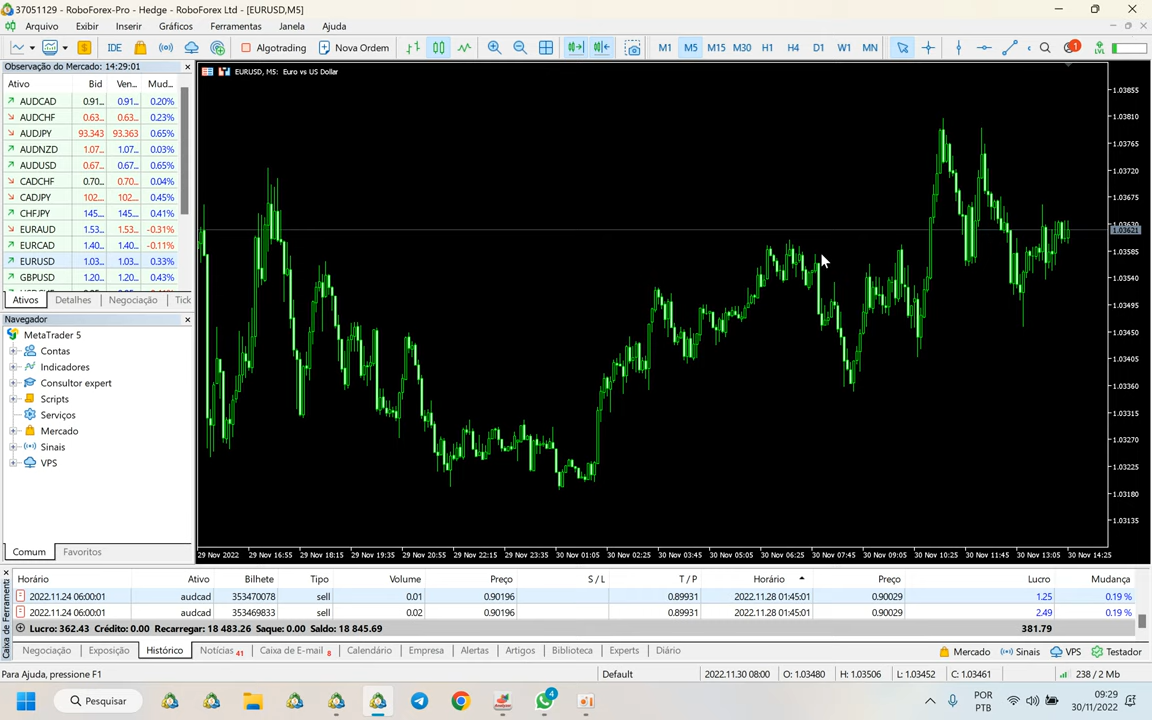 37051129 - RoboForex-Pro - Hedge - RoboForex Ltd - [EURUSD,M5]
Arquivo Exibir Inserir Gráficos Ferramentas Janela Ajuda
IDE Algotrading Nova Ordem M1 M5 M15 M30 H1 H4 D1 W1 MN 1 LVL
Observação do Mercado: 14:29:01
Ativo Bid Ven... Mud...
AUDCAD 0.91... 0.91... 0.20%
AUDCHF 0.63... 0.63... 0.23%
AUDJPY 93.343 93.363 0.65%
AUDNZD 1.07... 1.07... 0.03%
AUDUSD 0.67... 0.67... 0.65%
CADCHF 0.70... 0.70... 0.04%
CADJPY 102... 102... 0.45%
CHFJPY 145... 145... 0.41%
EURAUD 1.53... 1.53... -0.31%
EURCAD 1.40... 1.40... -0.11%
EURUSD 1.03... 1.03... 0.33%
GBPUSD 1.20... 1.20... 0.43%
Ativos Detalhes Negociação Tick
Navegador
MetaTrader 5
Contas
Indicadores
Consultor expert
Scripts
Serviços
Mercado
Sinais
VPS
Comum Favoritos
EURUSD, M5: Euro vs US Dollar
1.03855
1.03810
1.03765
1.03720
1.03675
1.03621
1.03585
1.03540
1.03495
1.03450
1.03405
1.03360
1.03315
1.03270
1.03225
1.03180
1.03135
29 Nov 2022 29 Nov 16:55 29 Nov 18:15 29 Nov 19:35 29 Nov 20:55 29 Nov 22:15 29 Nov 23:35 30 Nov 01:05 30 Nov 02:25 30 Nov 03:45 30 Nov 05:05 30 Nov 06:25 30 Nov 07:45 30 Nov 09:05 30 Nov 10:25 30 Nov 11:45 30 Nov 13:05 30 Nov 14:25
Caixa de Ferramenta
Horário Ativo Bilhete Tipo Volume Preço S / L T / P Horário Preço Lucro Mudança
2022.11.24 06:00:01 audcad 353470078 sell 0.01 0.90196 0.89931 2022.11.28 01:45:01 0.90029 1.25 0.19 %
2022.11.24 06:00:01 audcad 353469833 sell 0.02 0.90196 0.89931 2022.11.28 01:45:01 0.90029 2.49 0.19 %
Lucro: 362.43 Crédito: 0.00 Recarregar: 18 483.26 Saque: 0.00 Saldo: 18 845.69 381.79
Negociação Exposição Histórico Notícias 41 Caixa de E-mail 8 Calendário Empresa Alertas Artigos Biblioteca Experts Diário Mercado Sinais VPS Testador
Para Ajuda, pressione F1 Default 2022.11.30 08:00 O: 1.03480 H: 1.03506 L: 1.03452 C: 1.03461 238 / 2 Mb
Pesquisar 4 POR PTB 09:29 30/11/2022